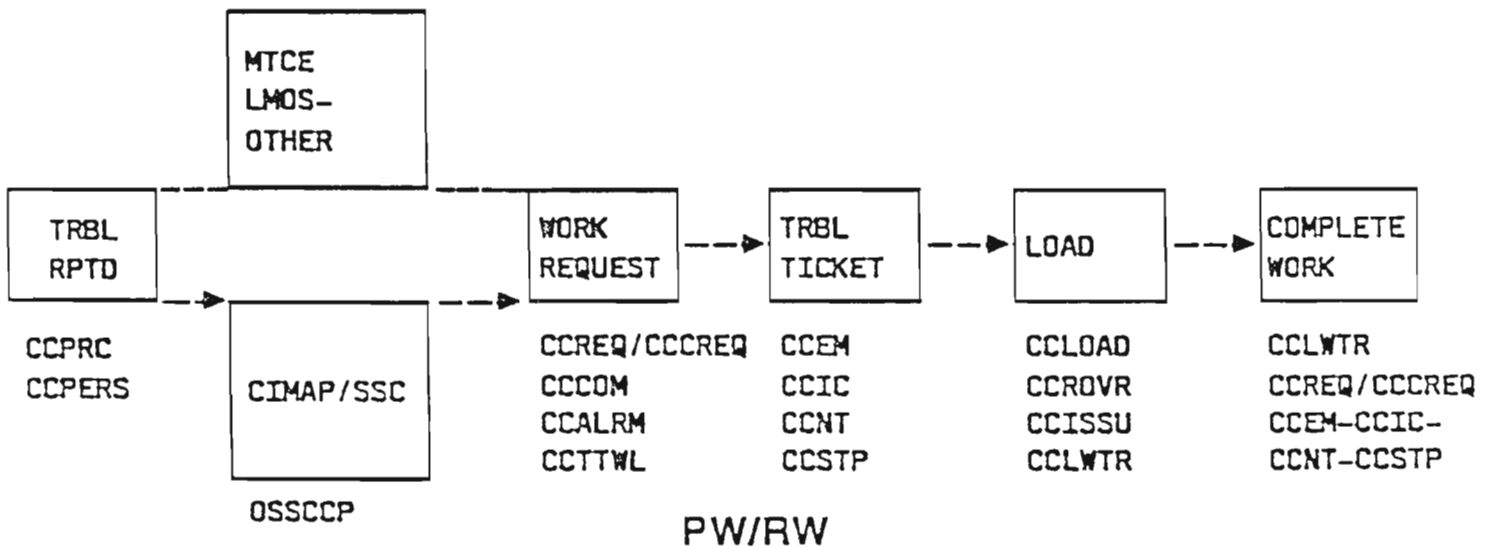 MTCE
LMOS-
OTHER
TRBL
RPTD
CCPRC
CCPERS
CIMAP/SSC
OSSCCP
WORK
REQUEST
CCREQ/CCCREQ
CCCOM
CCALRM
CCTTWL
TRBL
TICKET
CCEM
CCIC
CCNT
CCSTP
LOAD
CCLOAD
CCROVR
CCISSU
CCLWTR
COMPLETE
WORK
CCLWTR
CCREQ/CCCREQ
CCEM-CCIC-
CCNT-CCSTP
PW/RW